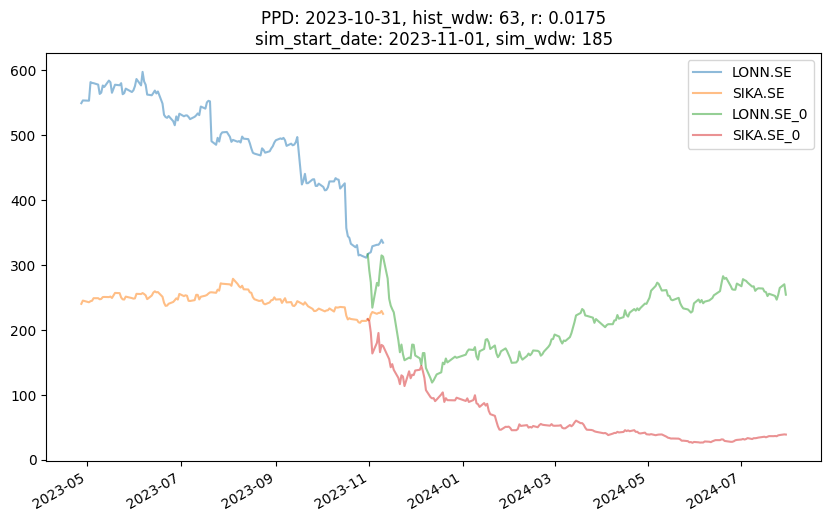 PPD: 2023-10-31, hist_wdw: 63, r: 0.0175
sim_start_date: 2023-11-01, sim_wdw: 185
LONN.SE
SIKA.SE
LONN.SE_0
SIKA.SE_0
600
500
400
300
200
100
0
2023-05
2023-07
2023-09
2023-11
2024-01
2024-03
2024-05
2024-07